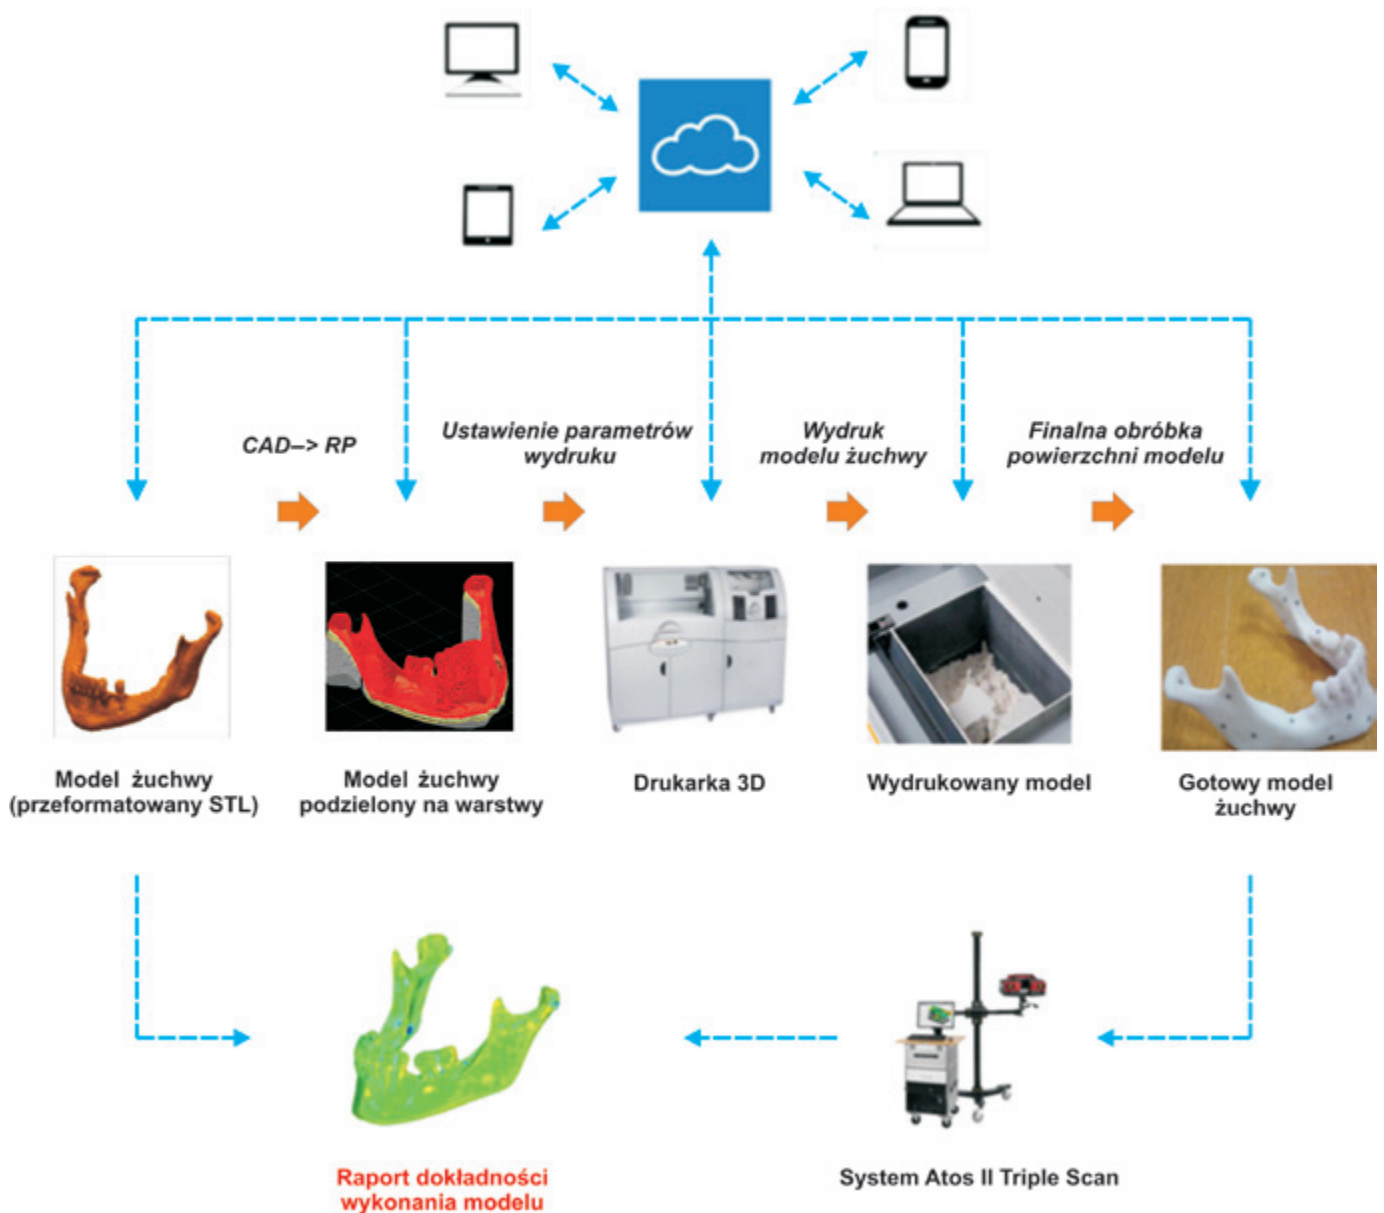 CAD–> RP
Ustawienie parametrów
wydruku
Wydruk
modelu żuchwy
Finalna obróbka
powierzchni modelu
Model żuchwy
(przeformatowany STL)
Model żuchwy
podzielony na warstwy
Drukarka 3D
Wydrukowany model
Gotowy model
żuchwy
Raport dokładności
wykonania modelu
System Atos II Triple Scan